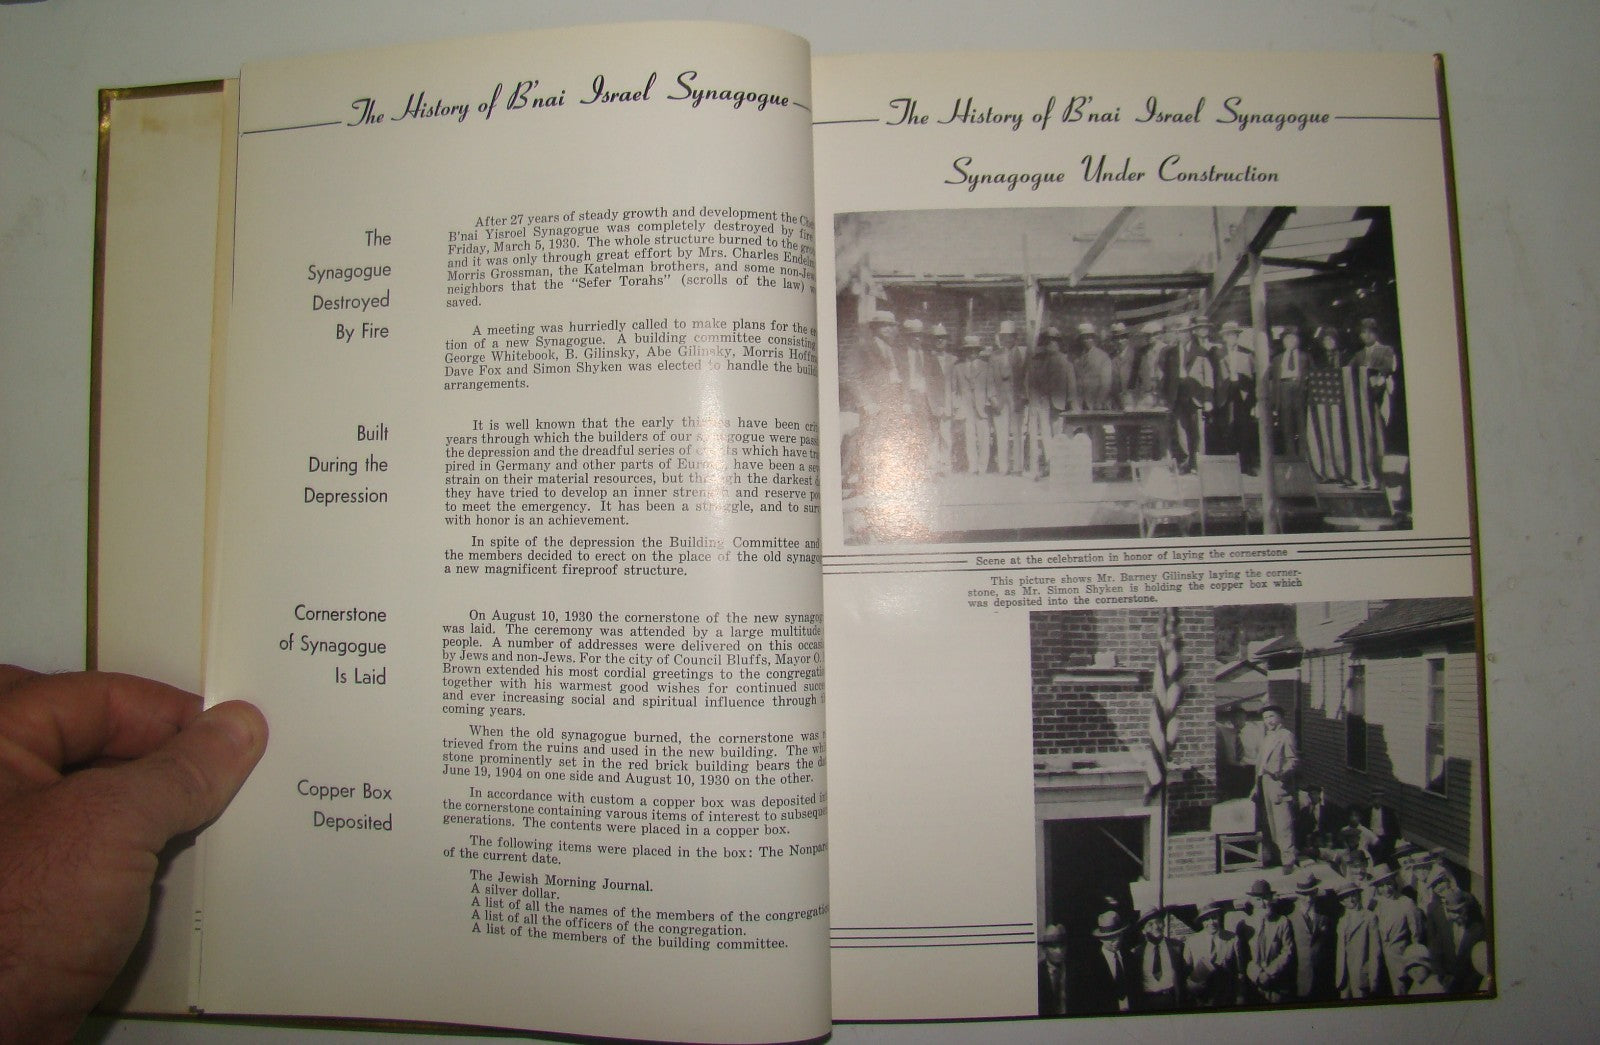 The History of B'nai Israel Synagogue
The
Synagogue
Destroyed
By Fire
After 27 years of steady growth and development the
B'nai Yisroel Synagogue was completely destroyed by fire
Friday, March 5, 1930. The whole structure burned to the
and it was only through great effort by Mrs. Charles
Morris Grossman, the Katelman brothers, and some
neighbors that the "Sefer Torahs" (scrolls of the law)
saved.
A meeting was hurriedly called to make plans for the
tion of a new Synagogue. A building committee consisting
George Whitebook, B. Gilinsky, Abe Gilinsky, Morris
Dave Fox and Simon Shyken was elected to handle the
arrangements.
Built
During the
Depression
It is well known that the early have been
years through which the builders of our were
the depression and the dreadful series of which have
pired in Germany and other parts of have been a
strain on their material resources, but the darkest
they have tried to develop an inner and reserve
to meet the emergency. It has been a struggle, and to
with honor is an achievement.
In spite of the depression the Building Committee and
the members decided to erect on the place of the old
a new magnificent fireproof structure.
Cornerstone
of Synagogue
Is Laid
On August 10, 1930 the cornerstone of the new
was laid. The ceremony was attended by a large multitude
people. A number of addresses were delivered on this
by Jews and non-Jews. For the city of Council Bluffs, Mayor O.
Brown extended his most cordial greetings to the
together with his warmest good wishes for continued
and ever increasing social and spiritual influence through
coming years.
When the old synagogue burned, the cornerstone was
trieved from the ruins and used in the new building. The
stone prominently set in the red brick building bears the
June 19, 1904 on one side and August 10, 1930 on the other.
Copper Box
Deposited
In accordance with custom a copper box was deposited
the cornerstone containing varous items of interest to
generations. The contents were placed in a copper box.
The following items were placed in the box: The
of the current date.
The Jewish Morning Journal.
A silver dollar.
A list of all the names of the members of the
A list of all the officers of the congregation.
A list of the members of the building committee.
The History of B'nai Israel Synagogue
Synagogue Under Construction
Scene at the celebration in honor of laying the cornerstone
This picture shows Mr. Barney Gilinsky laying the corner-
stone, as Mr. Simon Shyken is holding the copper box which
was deposited into the cornerstone.